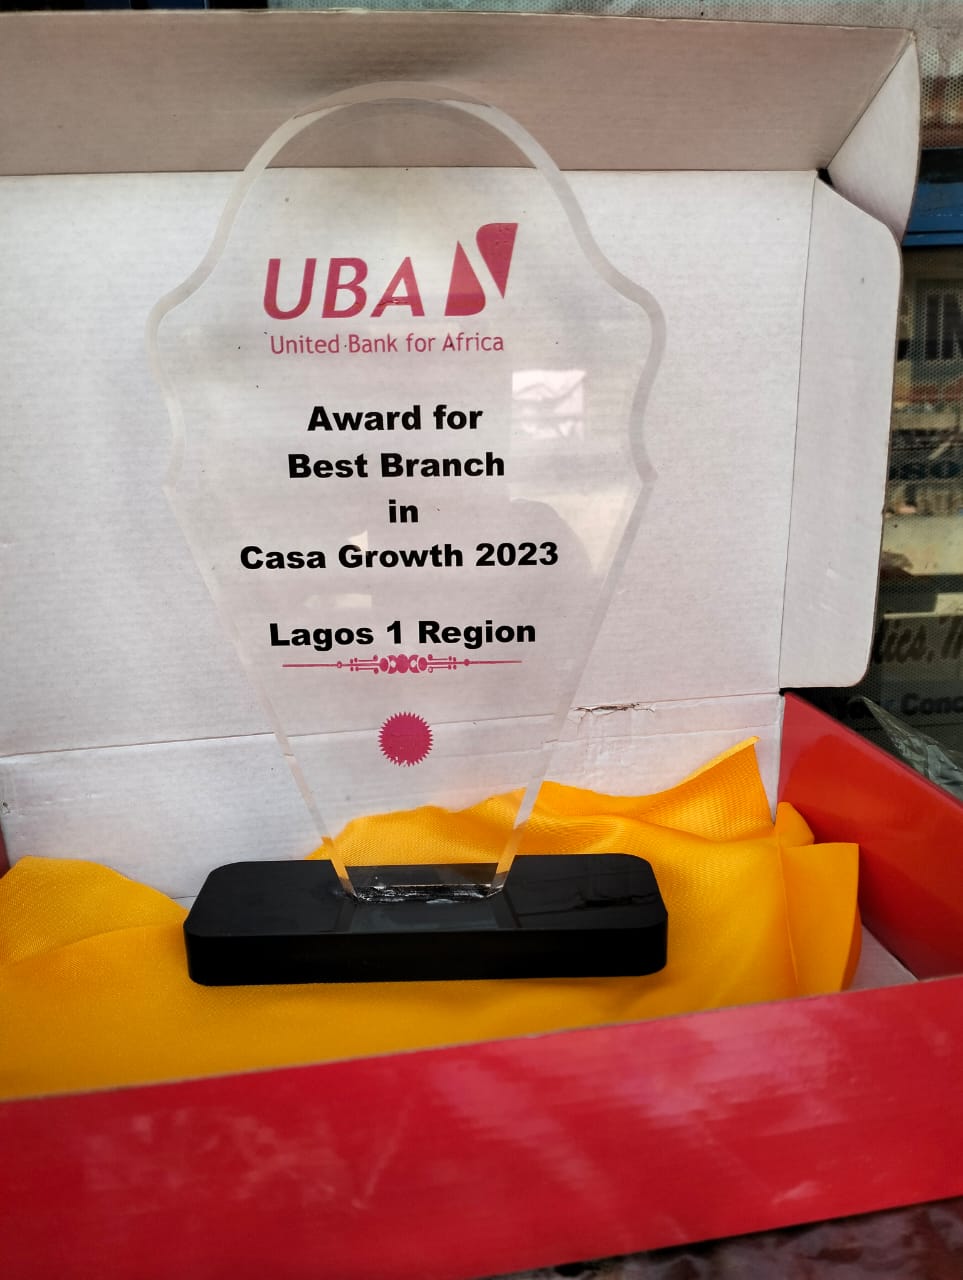 UBA
United Bank for Africa
Award for
Best Branch
in
Casa Growth 2023
Lagos 1 Region